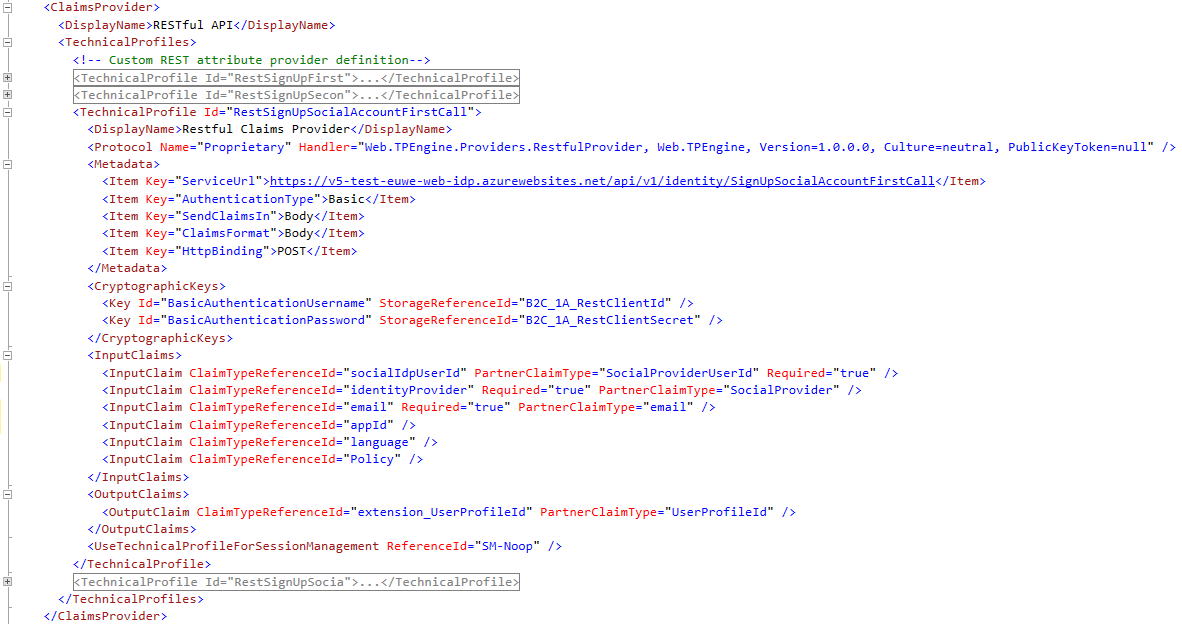 <ClaimsProvider>
<DisplayName>RESTful API</DisplayName>
<TechnicalProfiles>
<!-- Custom REST attribute provider definition-->
<TechnicalProfile Id="RestSignUpFirst">...</TechnicalProfile>
<TechnicalProfile Id="RestSignUpSecon">...</TechnicalProfile>
<TechnicalProfile Id="RestSignUpSocialAccountFirstCall">
<DisplayName>Restful Claims Provider</DisplayName>
<Protocol Name="Proprietary" Handler="Web.TPEngine.Providers.RestfulProvider, Web.TPEngine, Version=1.0.0.0, Culture=neutral, PublicKeyToken=null" />
<Metadata>
<Item Key="ServiceUrl">https://v5-test-euwe-web-idp.azurewebsites.net/api/v1/identity/SignUpSocialAccountFirstCall</Item>
<Item Key="AuthenticationType">Basic</Item>
<Item Key="SendClaimsIn">Body</Item>
<Item Key="ClaimsFormat">Body</Item>
<Item Key="HttpBinding">POST</Item>
</Metadata>
<CryptographicKeys>
<Key Id="BasicAuthenticationUsername" StorageReferenceId="B2C_1A_RestClientId" />
<Key Id="BasicAuthenticationPassword" StorageReferenceId="B2C_1A_RestClientSecret" />
</CryptographicKeys>
<InputClaims>
<InputClaim ClaimTypeReferenceId="socialIdpUserId" PartnerClaimType="SocialProviderUserId" Required="true" />
<InputClaim ClaimTypeReferenceId="identityProvider" Required="true" PartnerClaimType="SocialProvider" />
<InputClaim ClaimTypeReferenceId="email" Required="true" PartnerClaimType="email" />
<InputClaim ClaimTypeReferenceId="appId" />
<InputClaim ClaimTypeReferenceId="language" />
<InputClaim ClaimTypeReferenceId="Policy" />
</InputClaims>
<OutputClaims>
<OutputClaim ClaimTypeReferenceId="extension_UserProfileId" PartnerClaimType="UserProfileId" />
</OutputClaims>
<UseTechnicalProfileForSessionManagement ReferenceId="SM-Noop" />
</TechnicalProfile>
<TechnicalProfile Id="RestSignUpSocia">...</TechnicalProfile>
</TechnicalProfiles>
</ClaimsProvider>